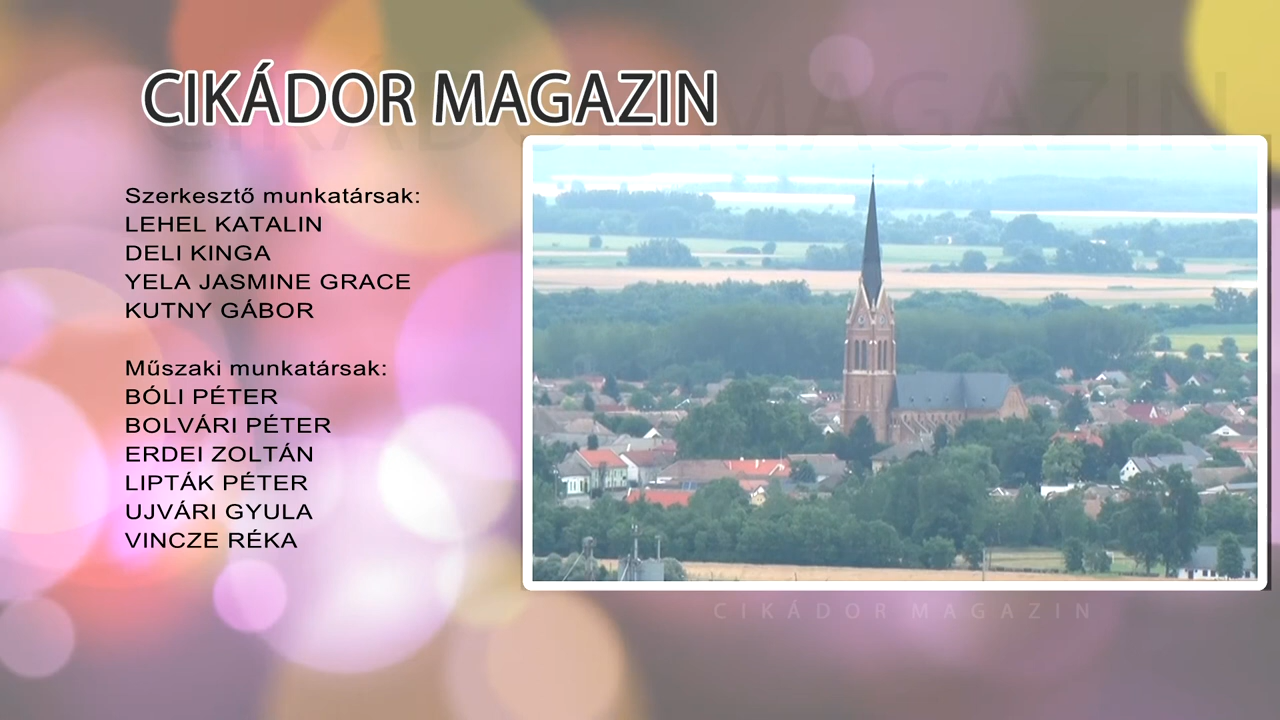 CIKÁDOR MAGAZIN
Szerkesztő munkatársak:
LEHEL KATALIN
DELI KINGA
YELA JASMINE GRACE
KUTNY GÁBOR
Műszaki munkatársak:
BÓLI PÉTER
BOLVÁRI PÉTER
ERDEI ZOLTÁN
LIPTÁK PÉTER
UJVÁRI GYULA
VINCZE RÉKA
CIKÁDOR MAGAZIN